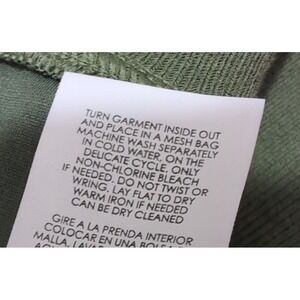 TURN GARMENT INSIDE OUT
AND PLACE IN A MESH BAG
MACHINE WASH SEPARATELY
IN COLD WATER, ON THE
DELICATE CYCLE. ONLY
NON-CHLORINE BLEACH
IF NEEDED. DO NOT TWIST OR
WRING, LAY FLAT TO DRY
WARM IRON IF NEEDED
CAN BE DRY CLEANED
GIRE A LA PRENDA INTERIOR
COLOCAR EN UNA BOLSA
MALLA, LAVAR